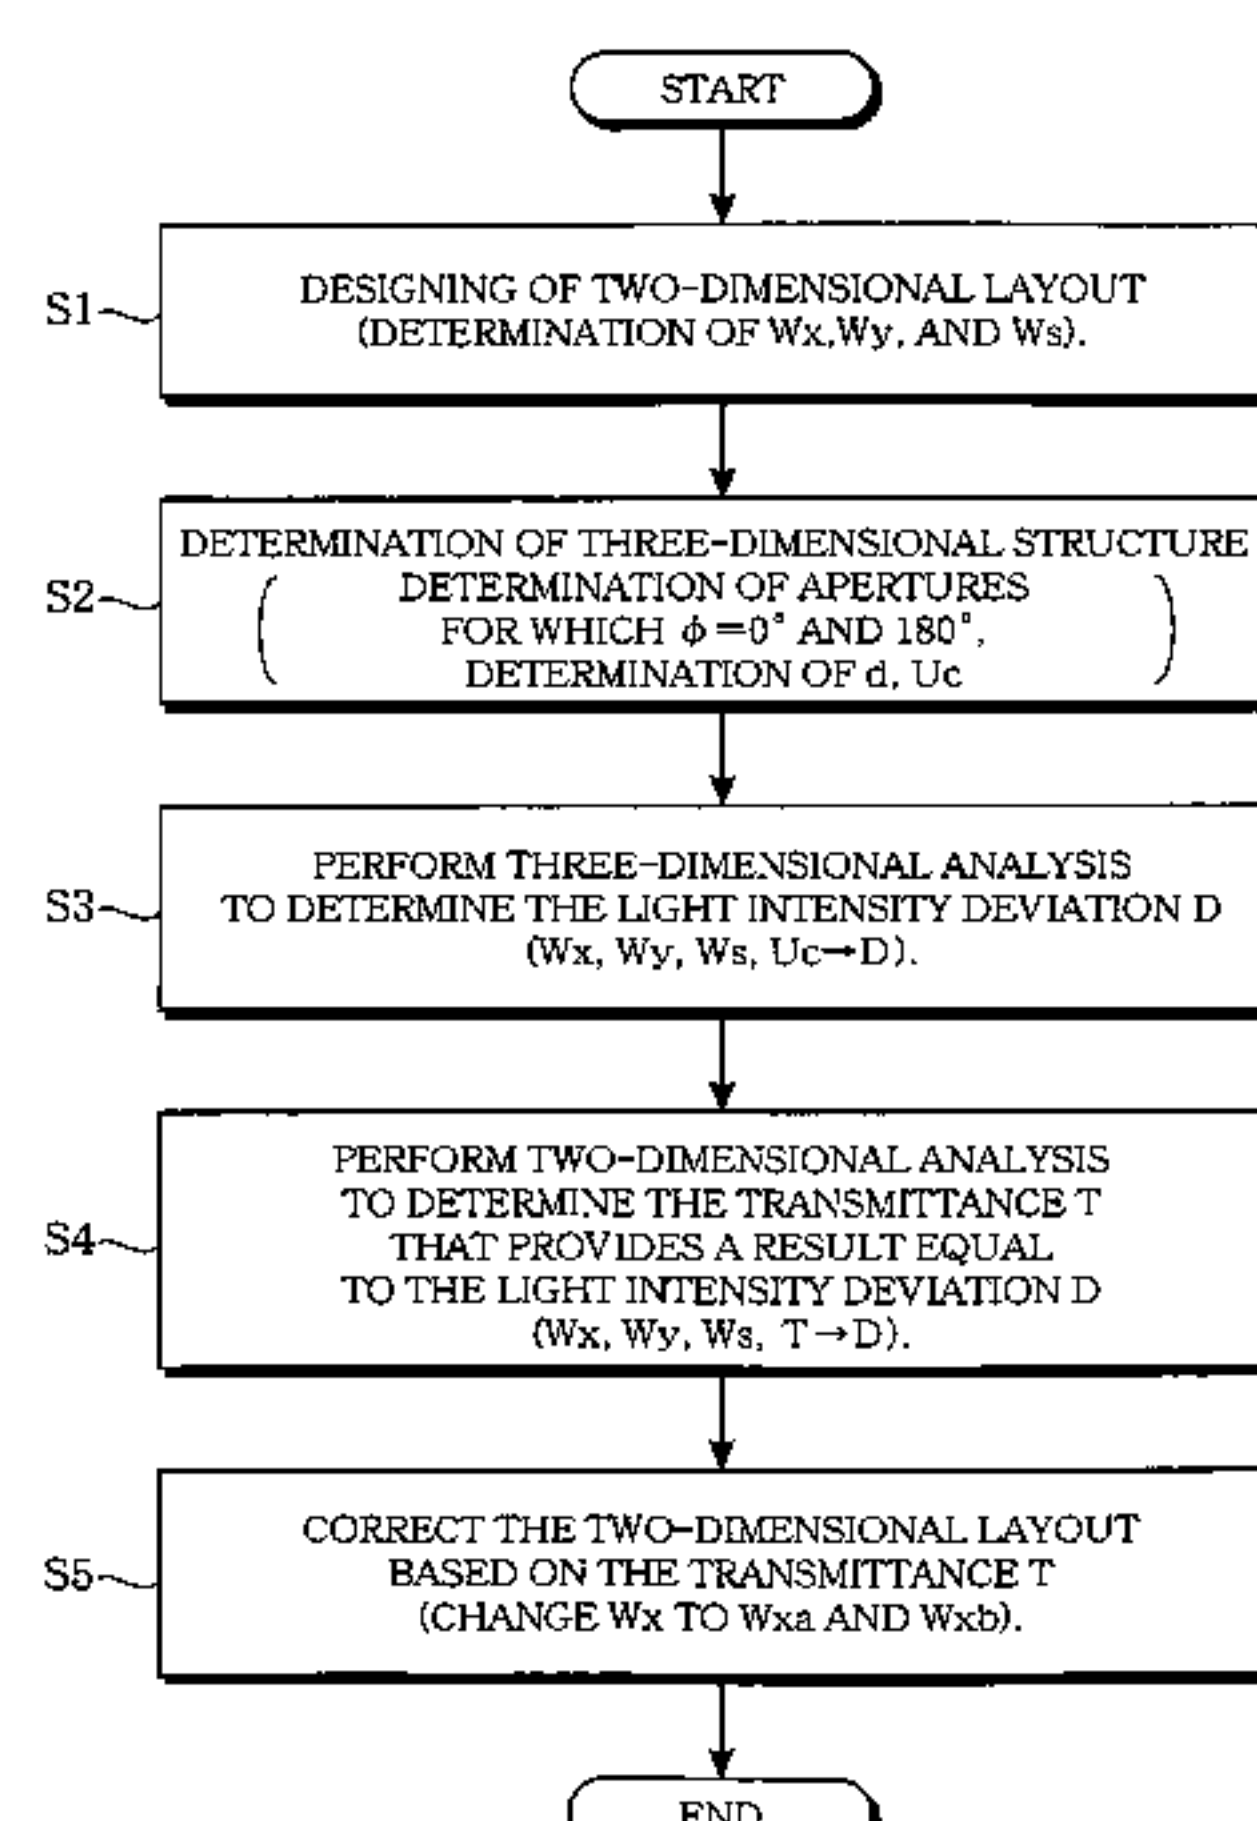 START
S1
DESIGNING OF TWO-DIMENSIONAL LAYOUT
(DETERMINATION OF Wx,Wy, AND Ws).
S2
DETERMINATION OF THREE-DIMENSIONAL STRUCTURE
(DETERMINATION OF APERTURES
FOR WHICH ϕ=0° AND 180°,
DETERMINATION OF d, Uc)
S3
PERFORM THREE-DIMENSIONAL ANALYSIS
TO DETERMINE THE LIGHT INTENSITY DEVIATION D
(Wx, Wy, Ws, Uc→D).
S4
PERFORM TWO-DIMENSIONAL ANALYSIS
TO DETERMINE THE TRANSMITTANCE T
THAT PROVIDES A RESULT EQUAL
TO THE LIGHT INTENSITY DEVIATION D
(Wx, Wy, Ws, T→D).
S5
CORRECT THE TWO-DIMENSIONAL LAYOUT
BASED ON THE TRANSMITTANCE T
(CHANGE Wx TO Wxa AND Wxb).
END